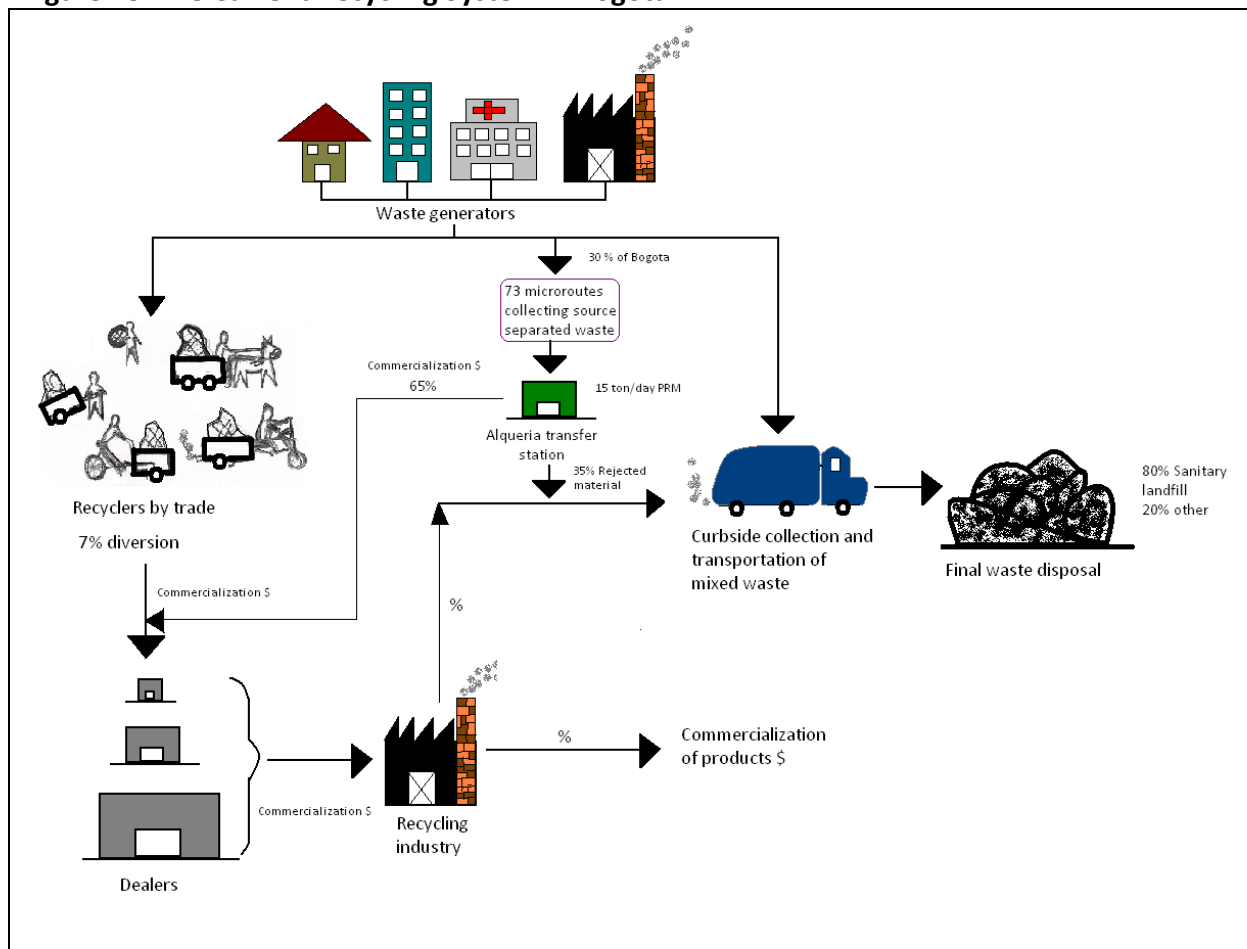 Waste generators
30 % of Bogota
73 microroutes
collecting source
separated waste
Commercialization $
65%
15 ton/day PRM
Alqueria transfer
station
35% Rejected
material
Recyclers by trade
7% diversion
Curbside collection and
transportation of
mixed waste
80% Sanitary
landfill
20% other
Final waste disposal
Commercialization $
%
%
Commercialization
of products $
Commercialization $
Recycling
industry
Dealers